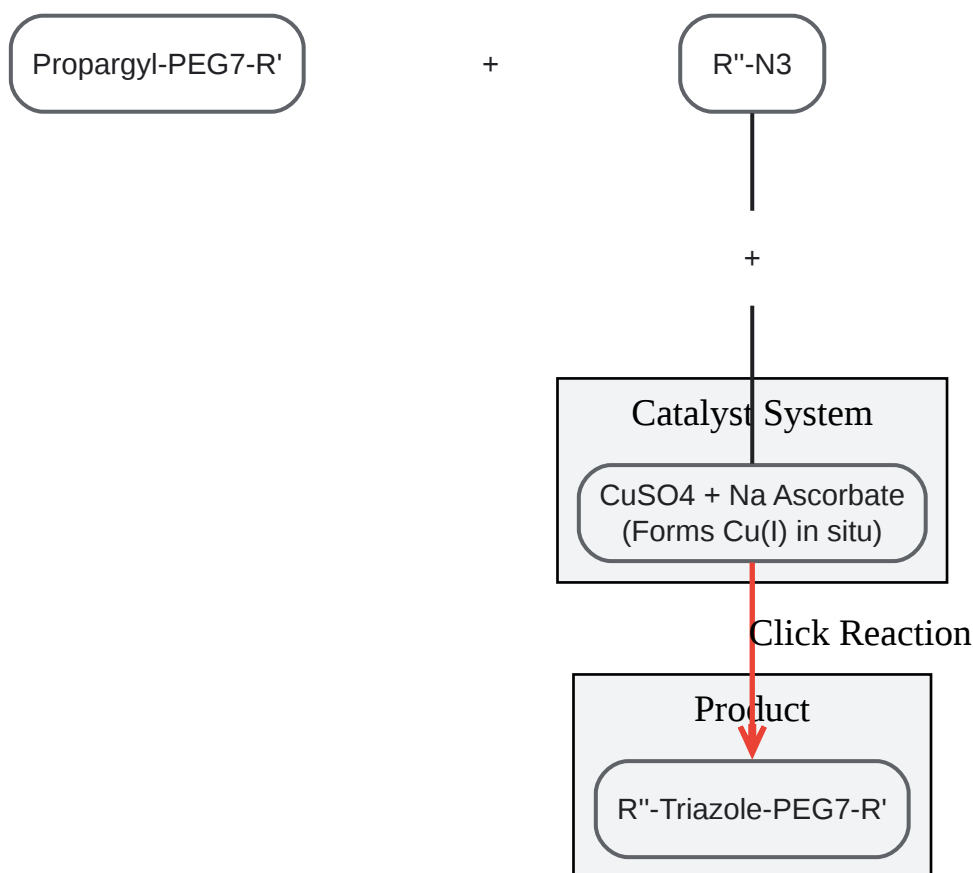 Propargyl-PEG7-R' + R"-N3
+
Catalyst System
CuSO4 + Na Ascorbate
(Forms Cu(I) in situ)
Click Reaction
Product
R"-Triazole-PEG7-R'